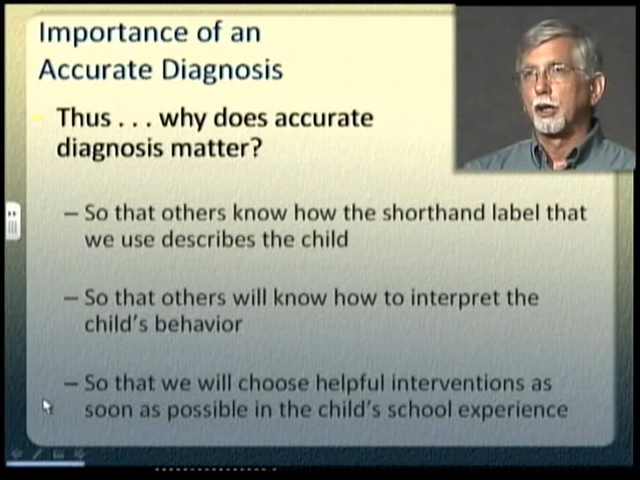 Importance of an
Accurate Diagnosis
Thus . . . why does accurate
diagnosis matter?
– So that others know how the shorthand label that
we use describes the child
– So that others will know how to interpret the
child's behavior
– So that we will choose helpful interventions as
soon as possible in the child's school experience